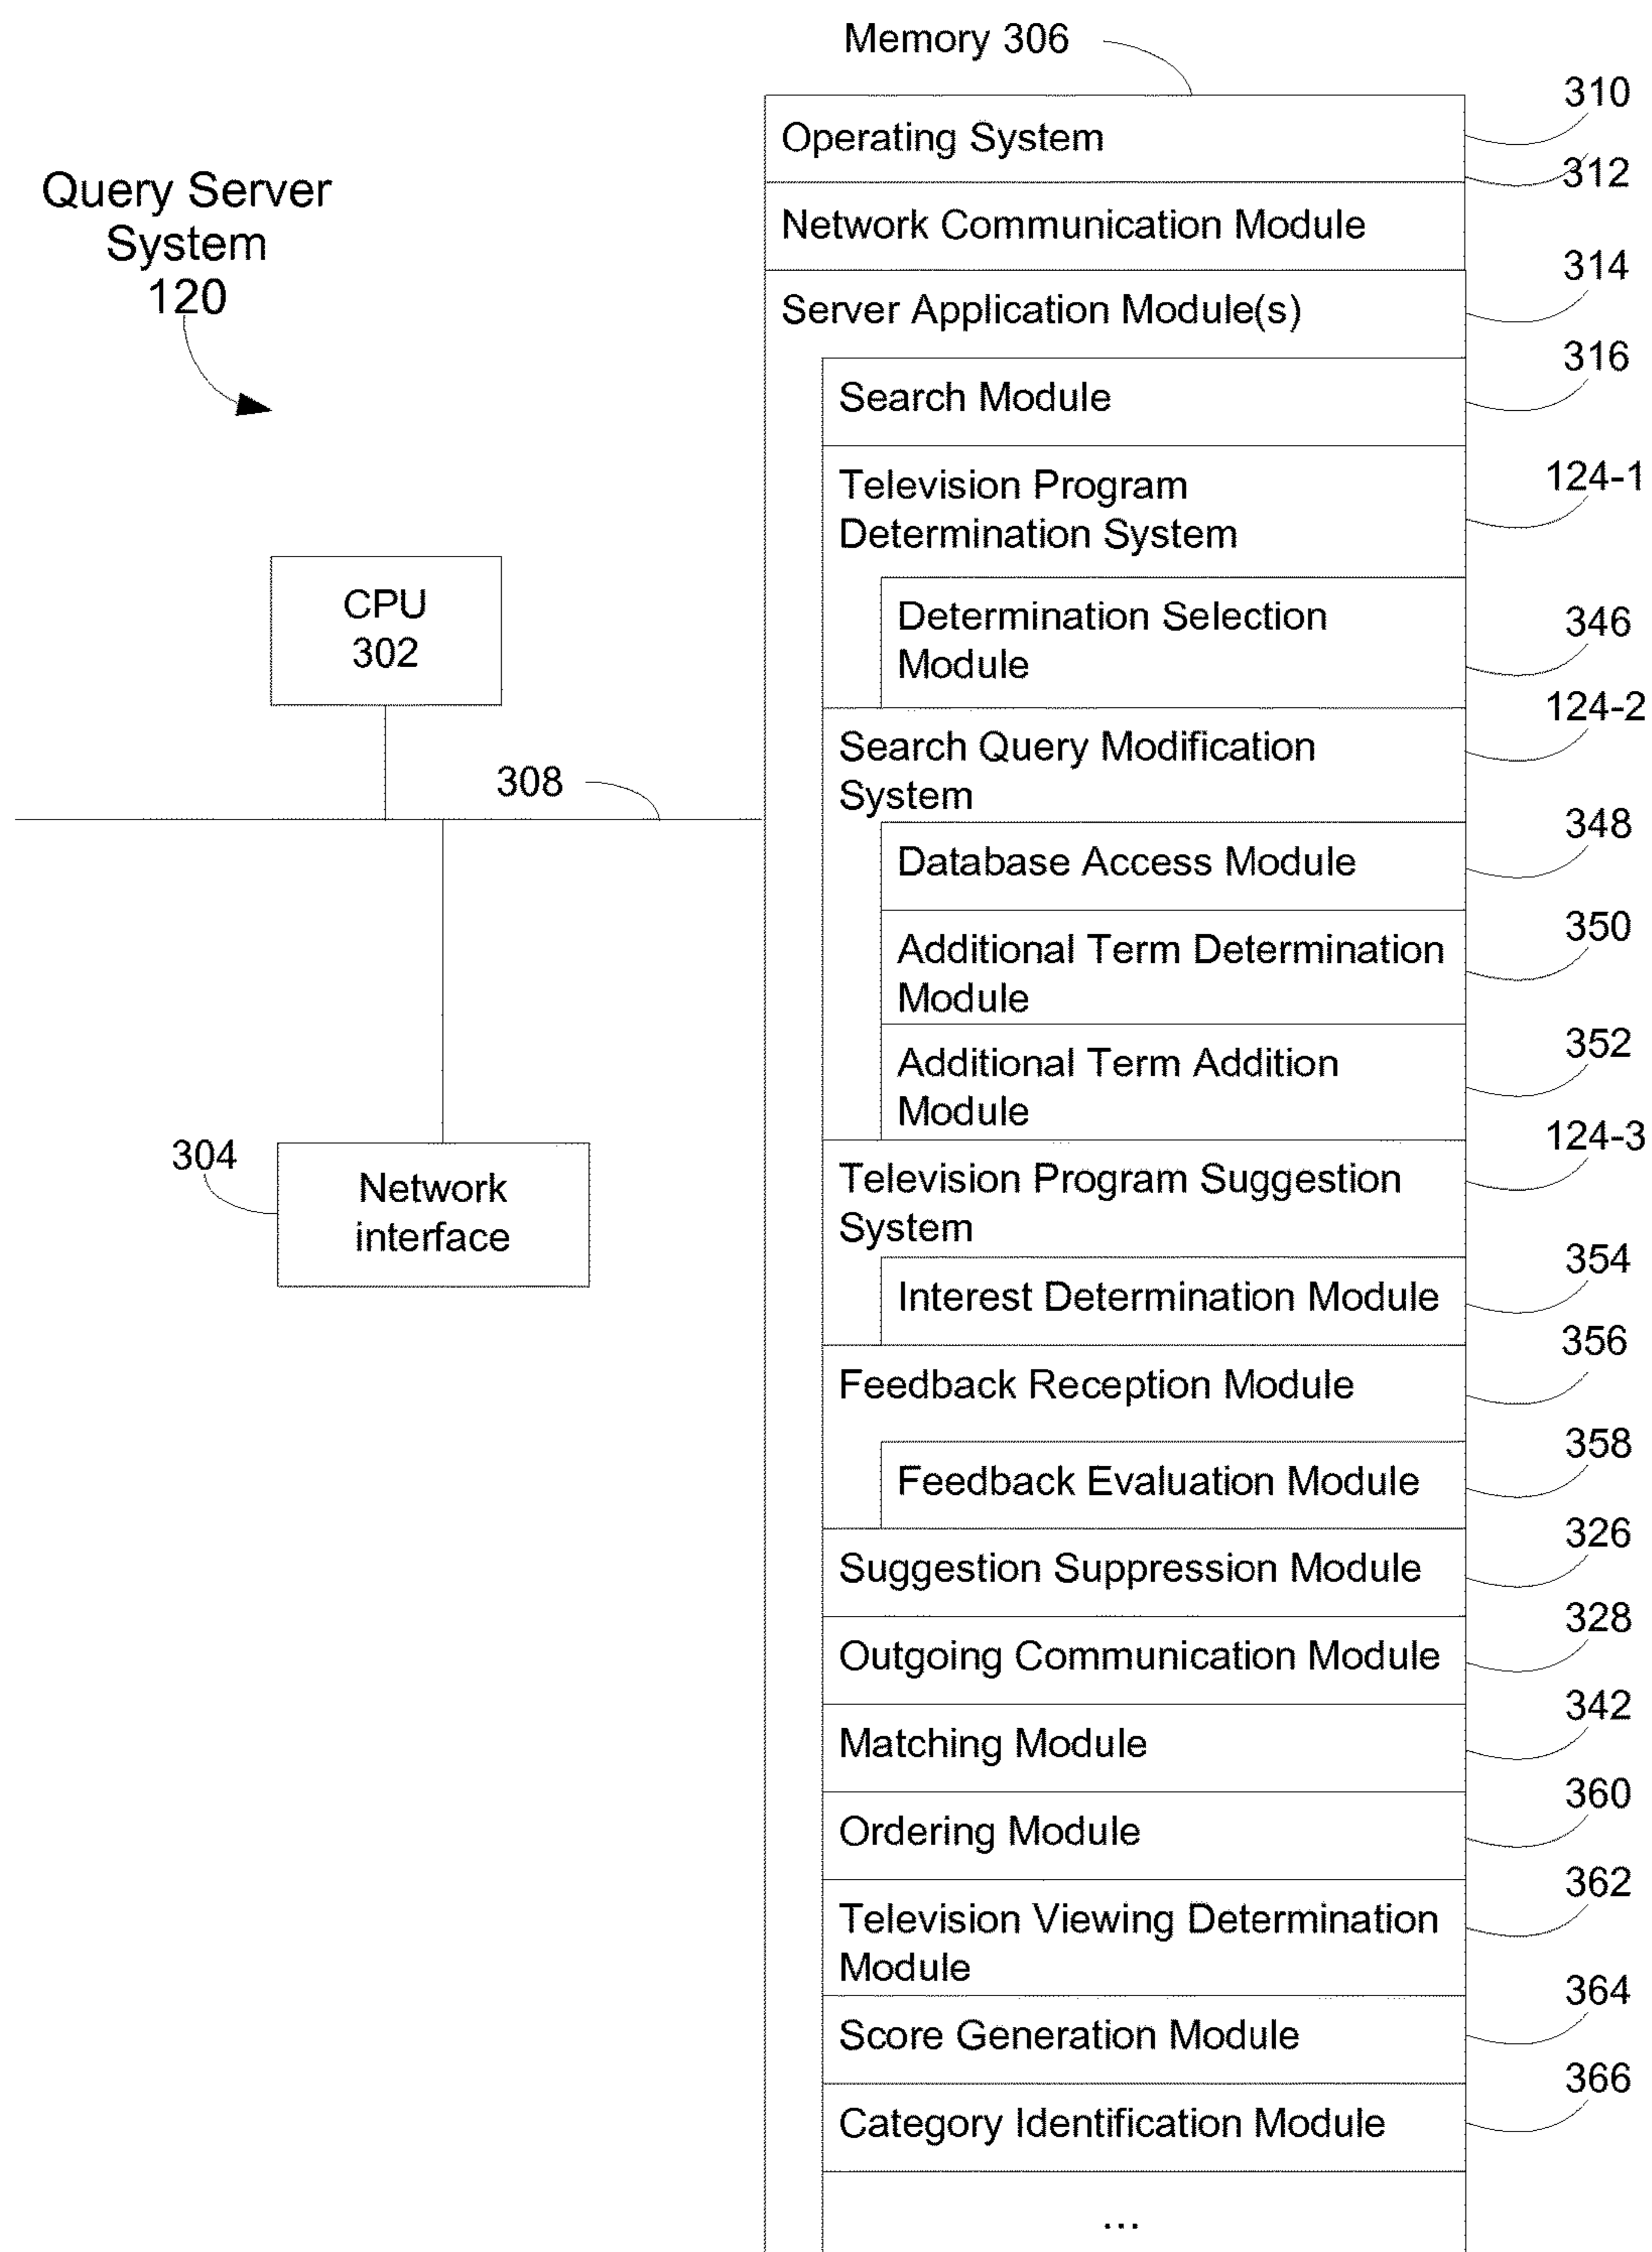 Memory 306
310
Operating System
312
Query Server
System
120
Network Communication Module
314
Server Application Module(s)
316
Search Module
124-1
Television Program
Determination System
CPU
302
346
Determination Selection
Module
124-2
Search Query Modification
System
308
348
Database Access Module
350
Additional Term Determination
Module
352
Additional Term Addition
Module
124-3
304
Network
interface
Television Program Suggestion
System
354
Interest Determination Module
356
Feedback Reception Module
358
Feedback Evaluation Module
326
Suggestion Suppression Module
328
Outgoing Communication Module
342
Matching Module
360
Ordering Module
362
Television Viewing Determination
Module
364
Score Generation Module
366
Category Identification Module
...